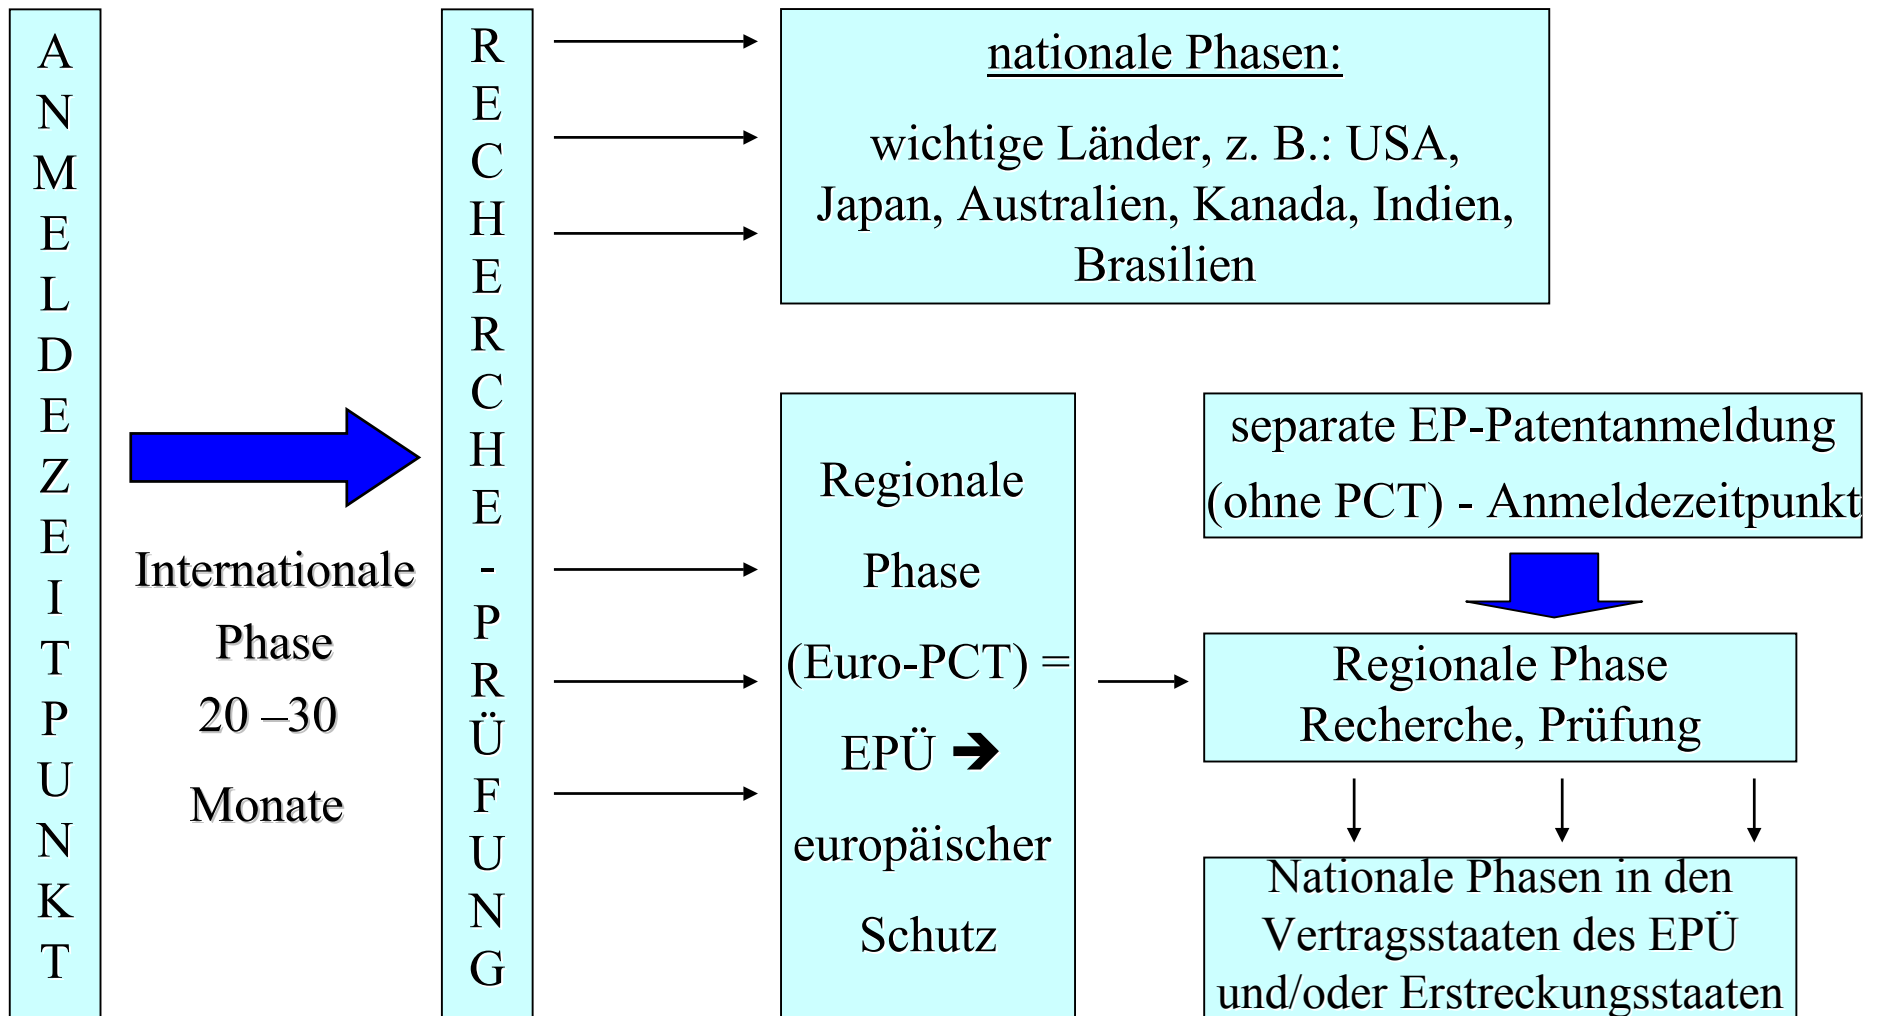 ANMELDEZEITPUNKT
Internationale
Phase
20 –30
Monate
RECHERCHE-PRÜFUNG
nationale Phasen:
wichtige Länder, z. B.: USA,
Japan, Australien, Kanada, Indien,
Brasilien
Regionale
Phase
(Euro-PCT) =
EPÜ ➔
europäischer
Schutz
separate EP-Patentanmeldung
(ohne PCT) - Anmeldezeitpunkt
Regionale Phase
Recherche, Prüfung
Nationale Phasen in den
Vertragsstaaten des EPÜ
und/oder Erstreckungsstaaten